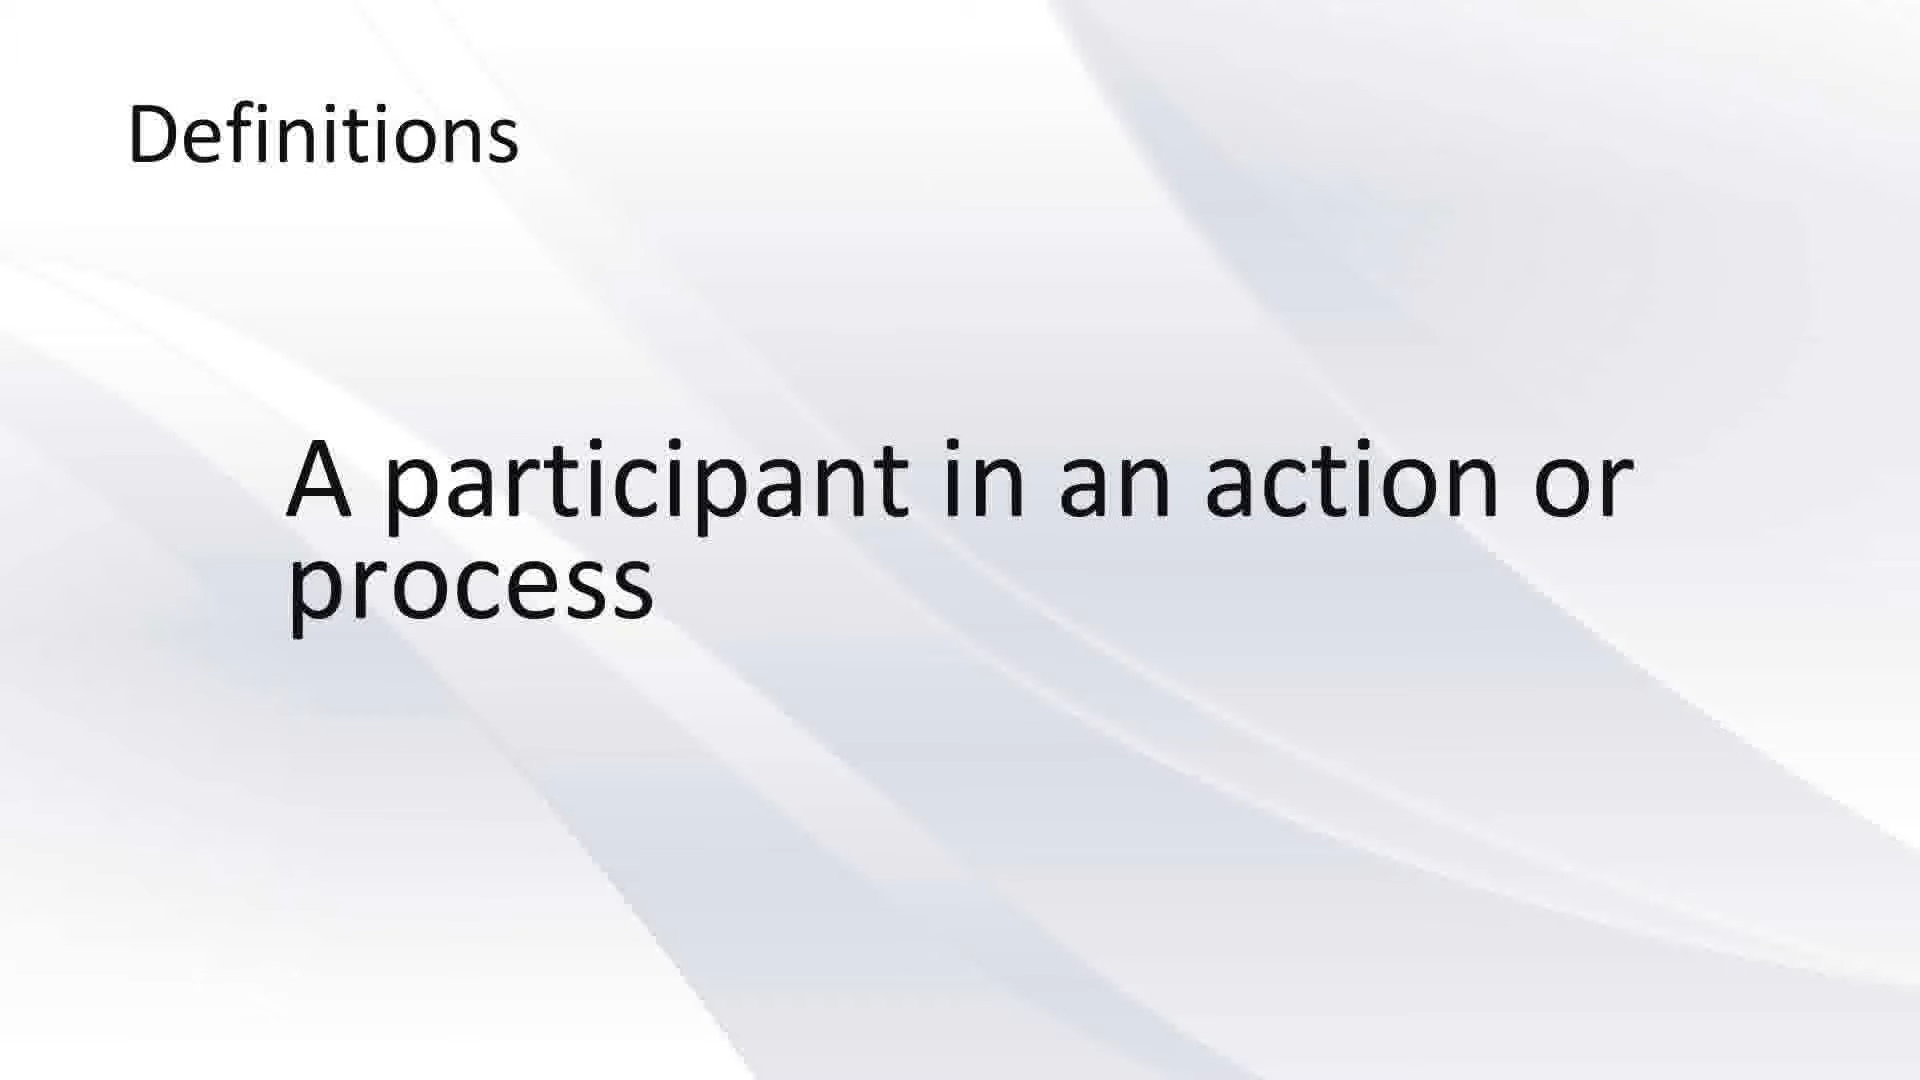 Definitions
A participant in an action or
process